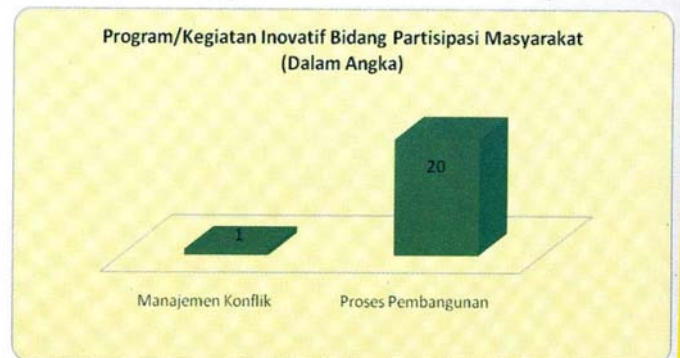 Program/Kegiatan Inovatif Bidang Partisipasi Masyarakat
(Dalam Angka)
1
20
Manajemen Konflik
Proses Pembangunan